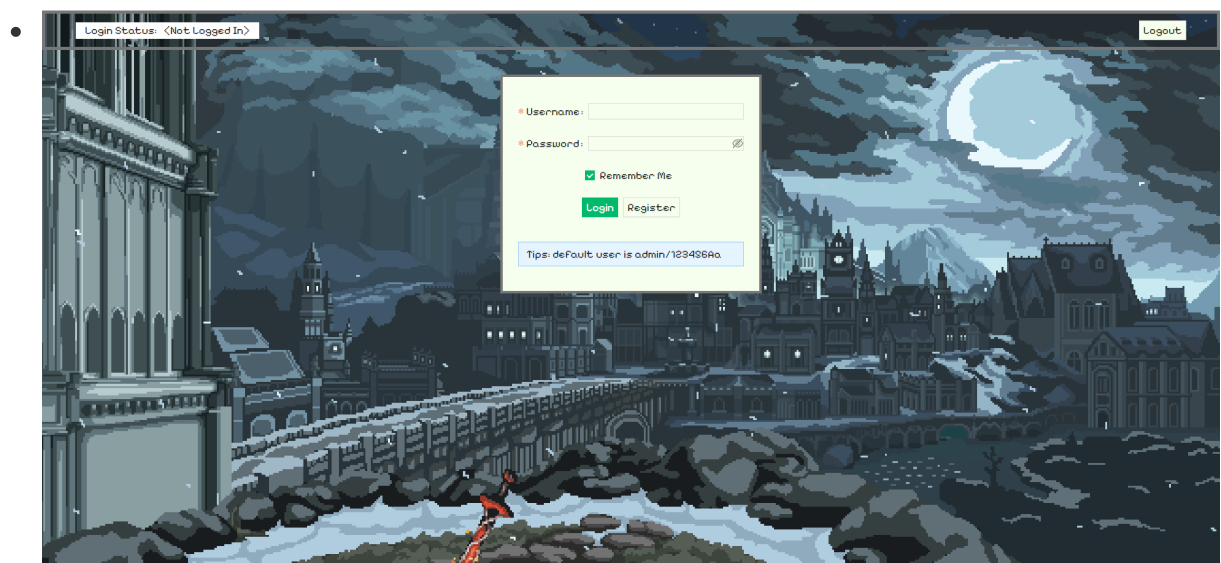 Login Status: <Not Logged In>
Logout
* Username:
* Password:
Remember Me
Login Register
Tips: default user is admin/123456Aa